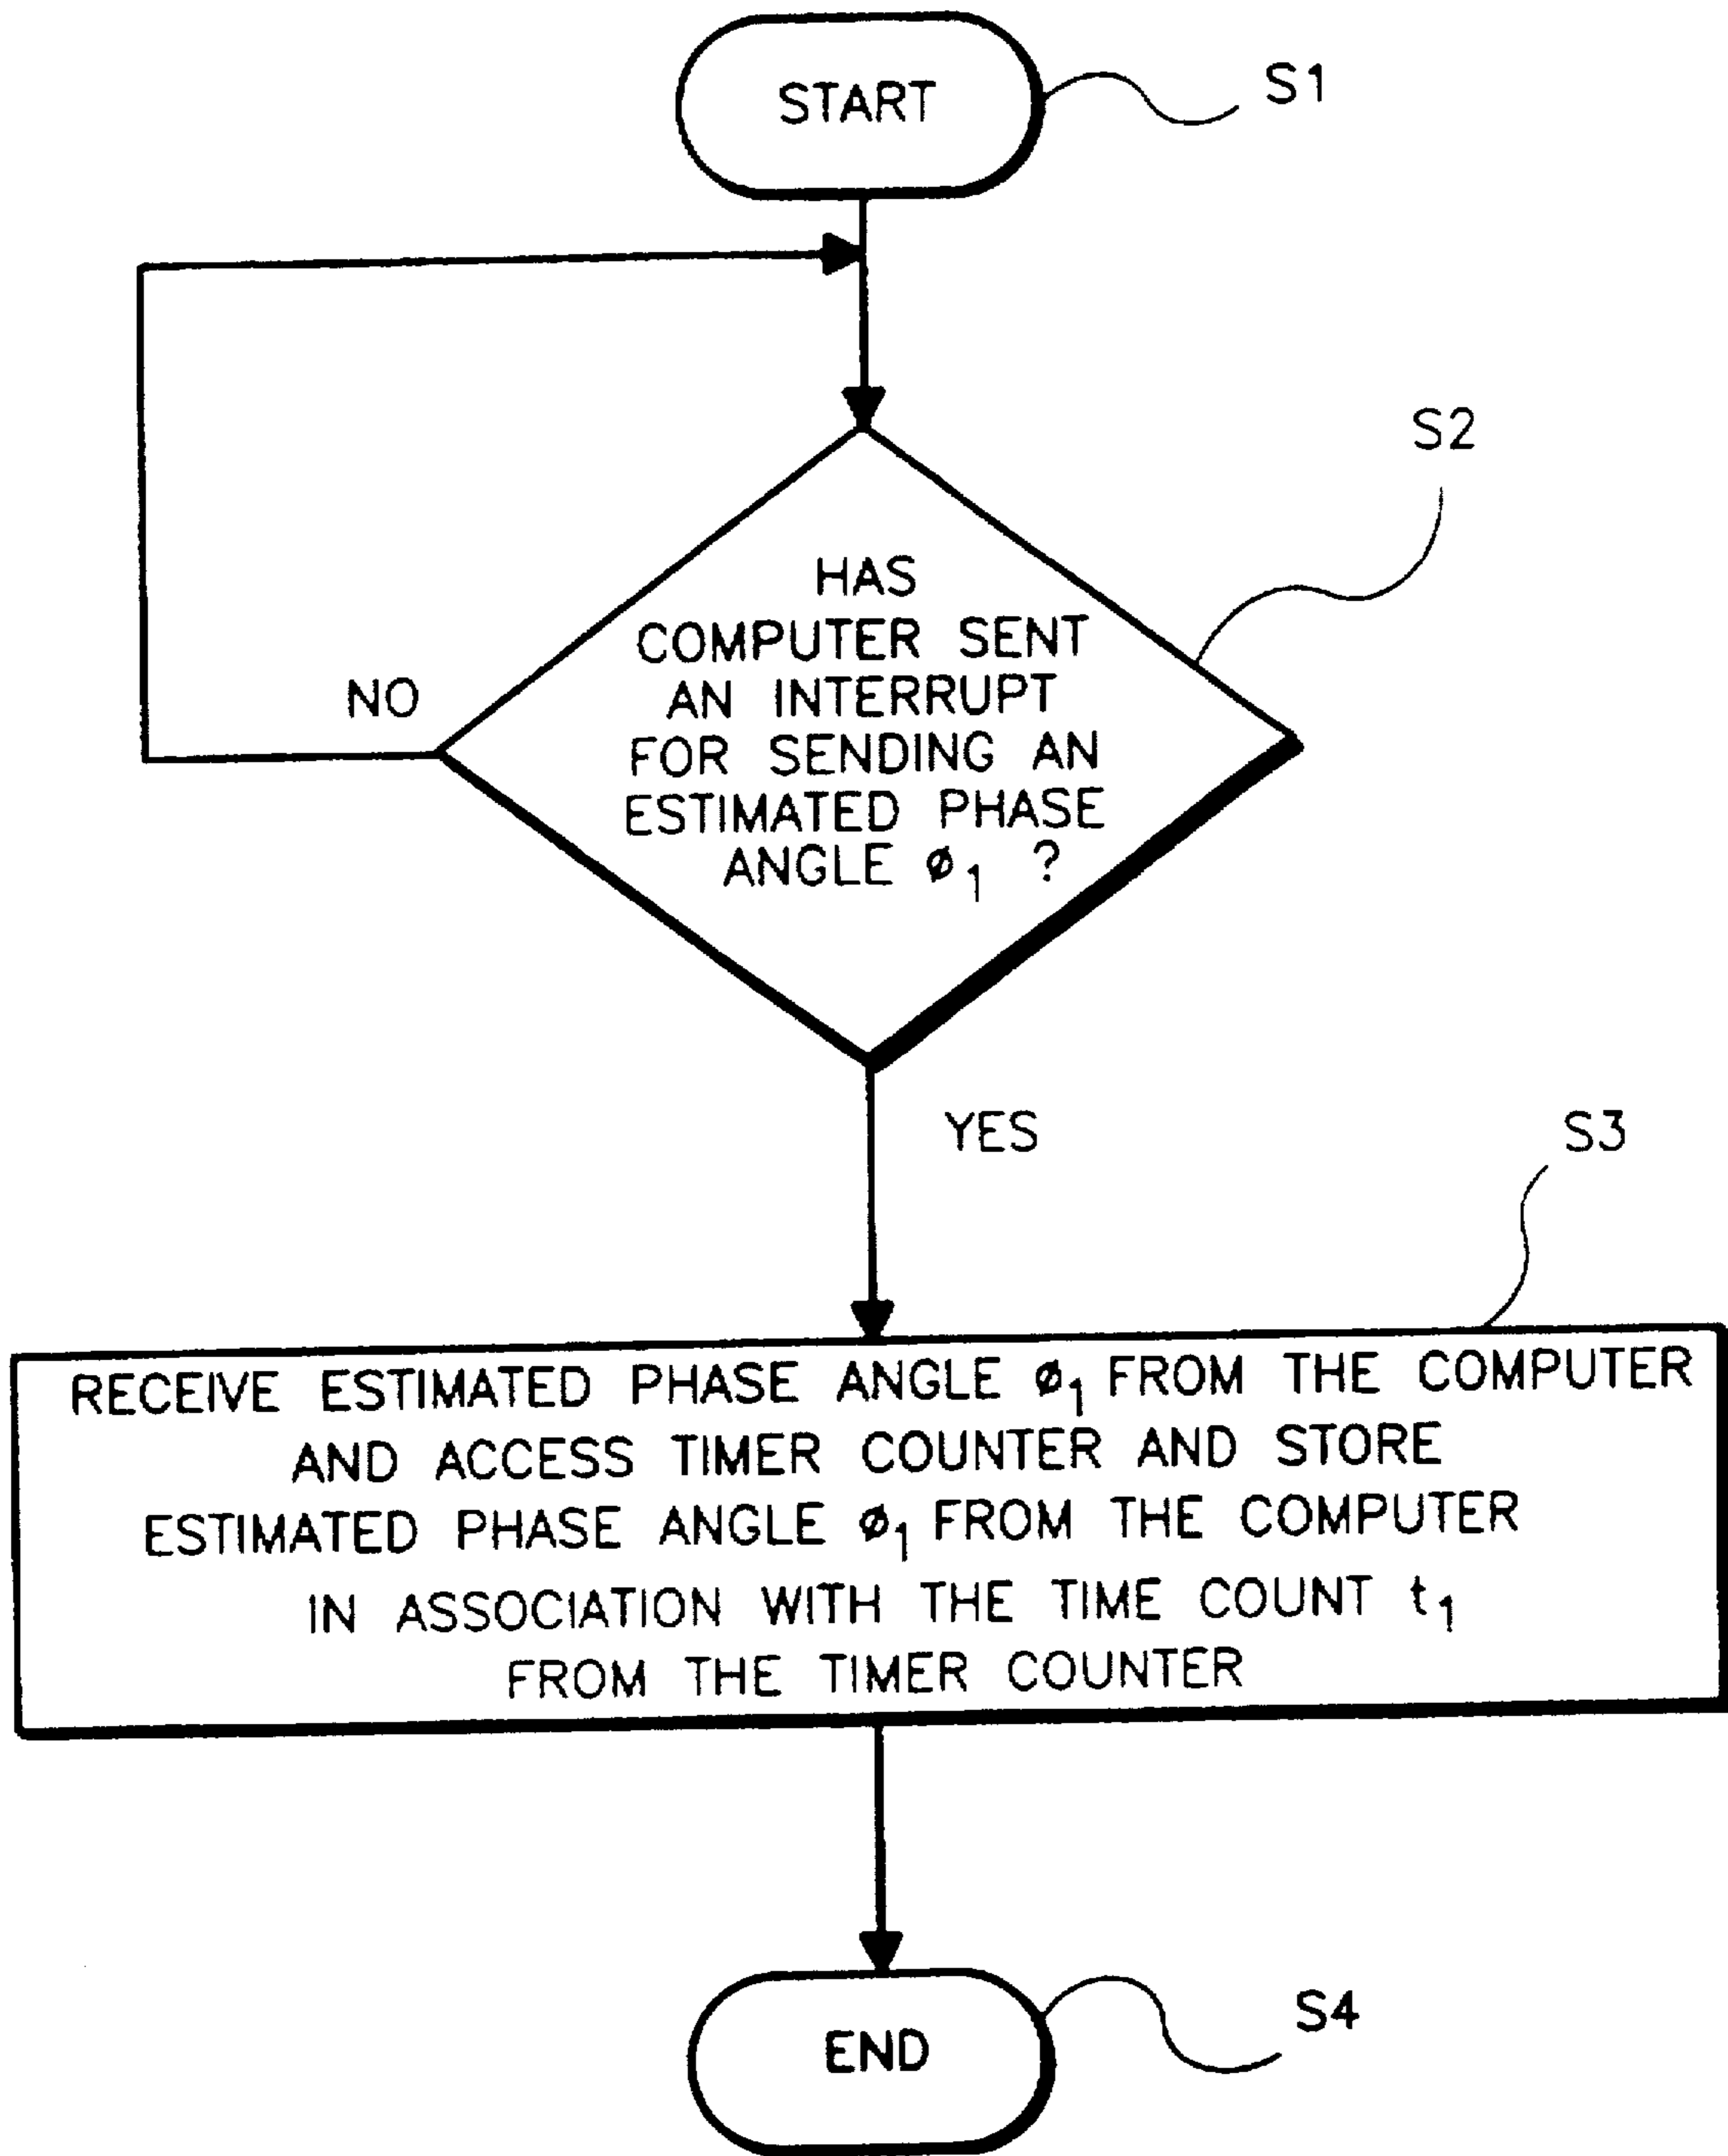 START
S1
S2
HAS
COMPUTER SENT
AN INTERRUPT
FOR SENDING AN
ESTIMATED PHASE
ANGLE ø₁ ?
NO
YES
S3
RECEIVE ESTIMATED PHASE ANGLE ø₁ FROM THE COMPUTER
AND ACCESS TIMER COUNTER AND STORE
ESTIMATED PHASE ANGLE ø₁ FROM THE COMPUTER
IN ASSOCIATION WITH THE TIME COUNT t₁
FROM THE TIMER COUNTER
END
S4